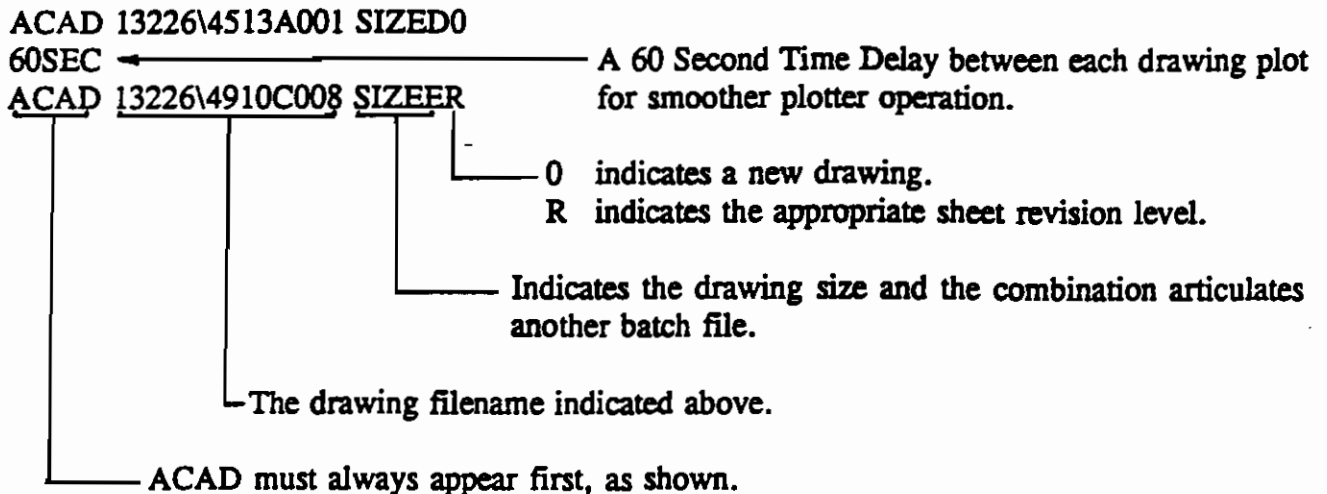 ACAD 13226\4513A001 SIZED0
60SEC
A 60 Second Time Delay between each drawing plot
ACAD 13226\4910C008 SIZEER
for smoother plotter operation.
0 indicates a new drawing.
R indicates the appropriate sheet revision level.
Indicates the drawing size and the combination articulates
another batch file.
The drawing filename indicated above.
ACAD must always appear first, as shown.